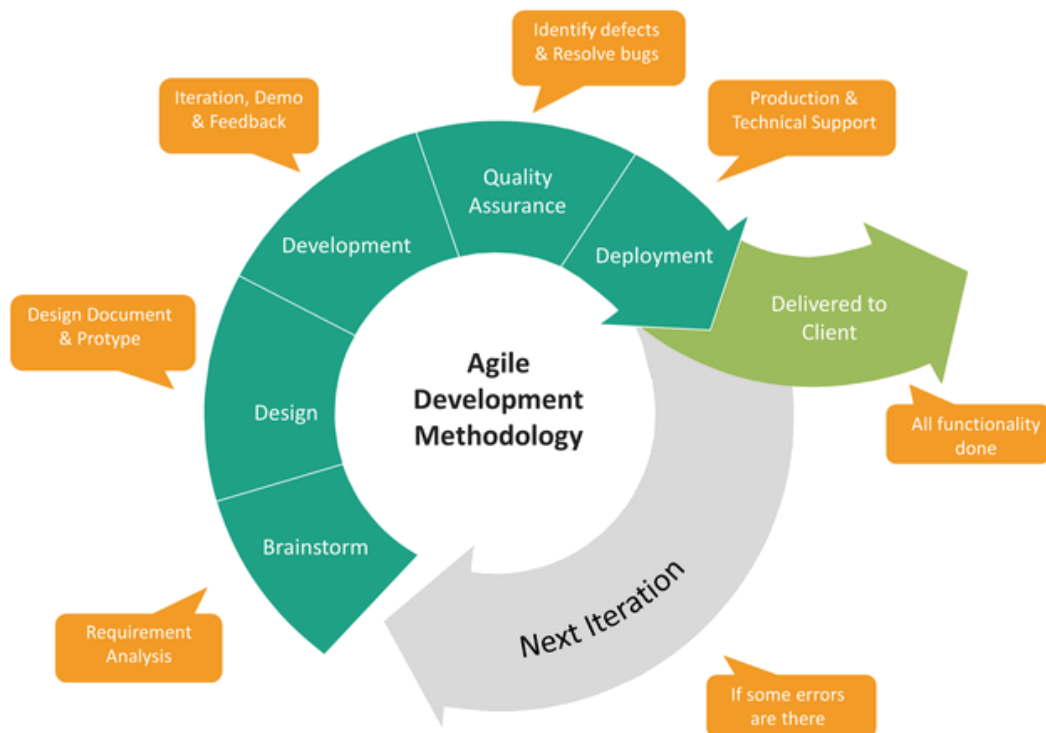 Identify defects
& Resolve bugs
Iteration, Demo
& Feedback
Production &
Technical Support
Quality
Assurance
Development
Deployment
Delivered to
Client
Design Document
& Protype
Agile
Development
Methodology
Design
All functionality
done
Brainstorm
Next Iteration
Requirement
Analysis
If some errors
are there